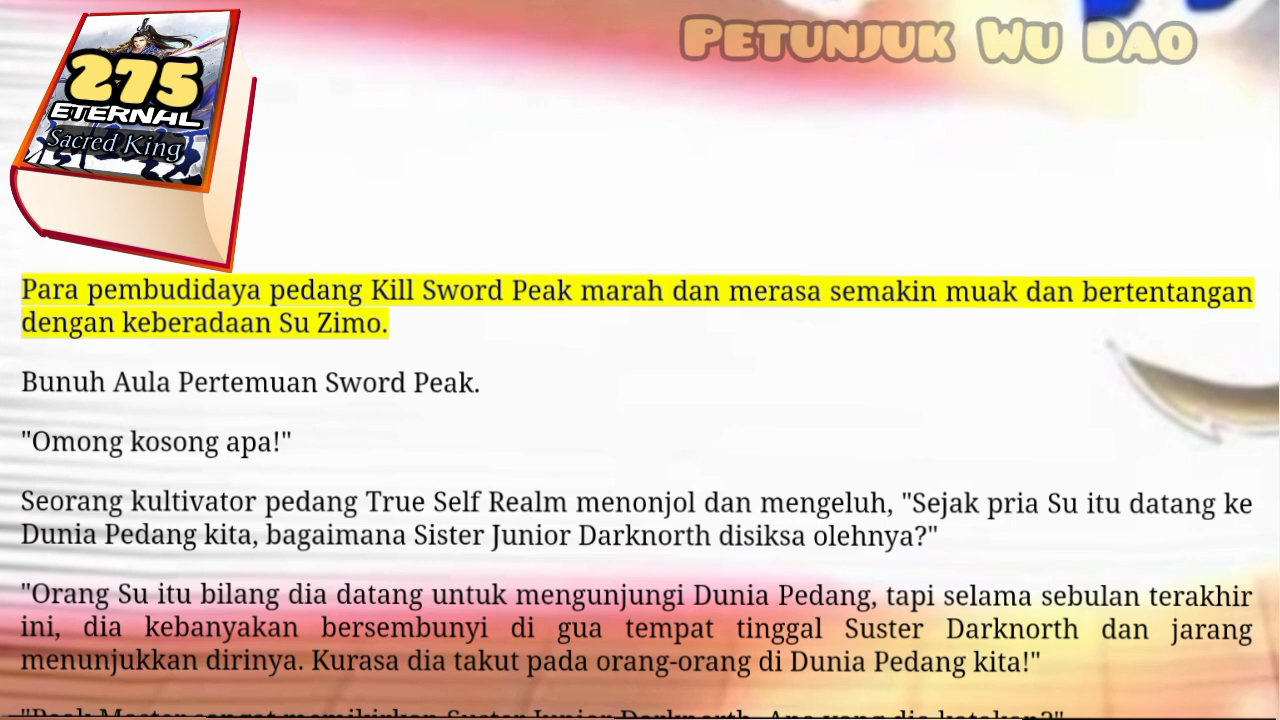 PETUNJUK WU DAO
275
ETERNAL
Sacred King
Para pembudidaya pedang Kill Sword Peak marah dan merasa semakin muak dan bertentangan
dengan keberadaan Su Zimo.
Bunuh Aula Pertemuan Sword Peak.
"Omong kosong apa!"
Seorang kultivator pedang True Self Realm menonjol dan mengeluh, "Sejak pria Su itu datang ke
Dunia Pedang kita, bagaimana Sister Junior Darknorth disiksa olehnya?"
"Orang Su itu bilang dia datang untuk mengunjungi Dunia Pedang, tapi selama sebulan terakhir
ini, dia kebanyakan bersembunyi di gua tempat tinggal Suster Darknorth dan jarang
menunjukkan dirinya. Kurasa dia takut pada orang-orang di Dunia Pedang kita!"